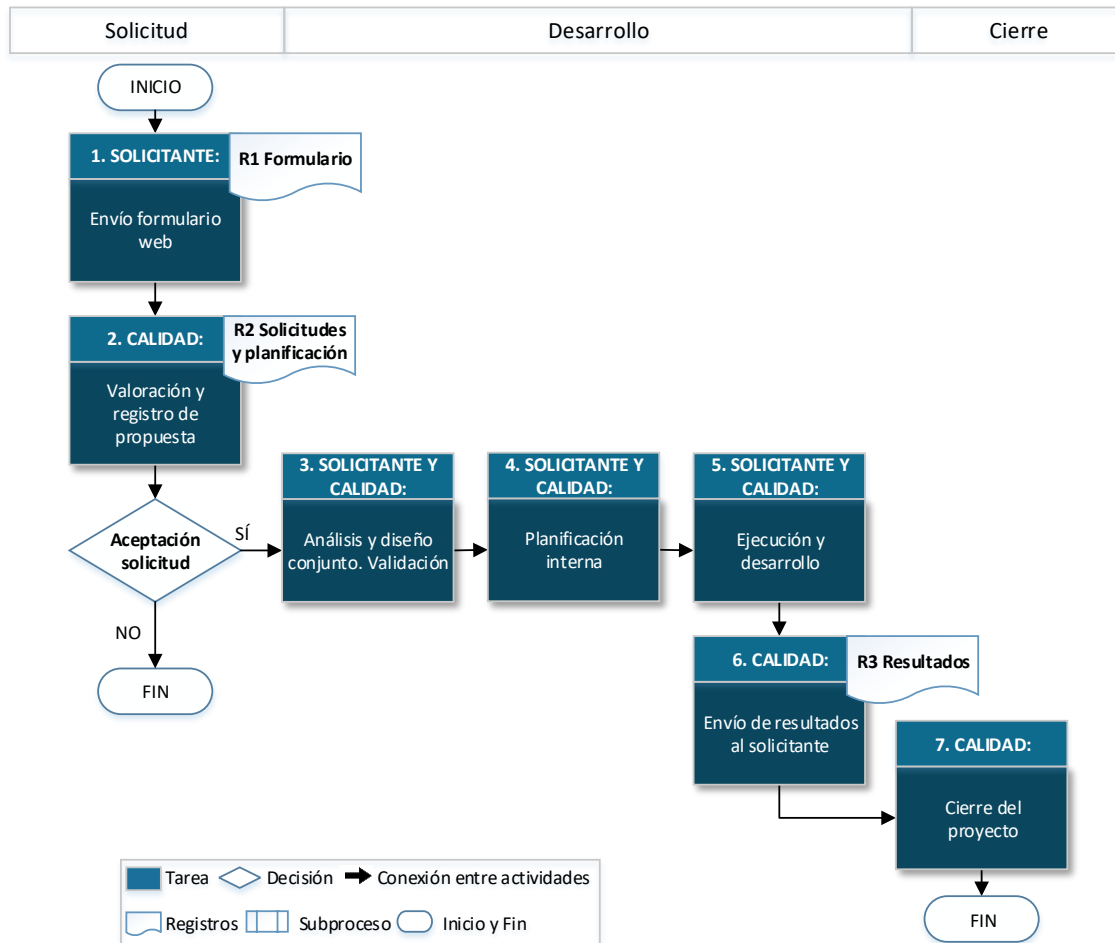 Solicitud
Desarrollo
Cierre
INICIO
1. SOLICITANTE:
R1 Formulario
Envío formulario
web
2. CALIDAD:
R2 Solicitudes
y planificación
Valoración y
registro de
propuesta
Aceptación
solicitud
SÍ
NO
FIN
3. SOLICITANTE Y
CALIDAD:
Análisis y diseño
conjunto. Validación
4. SOLICITANTE Y
CALIDAD:
Planificación
interna
5. SOLICITANTE Y
CALIDAD:
Ejecución y
desarrollo
6. CALIDAD:
R3 Resultados
Envío de resultados
al solicitante
7. CALIDAD:
Cierre del
proyecto
FIN
Tarea
Decisión
Conexión entre actividades
Registros
Subproceso
Inicio y Fin